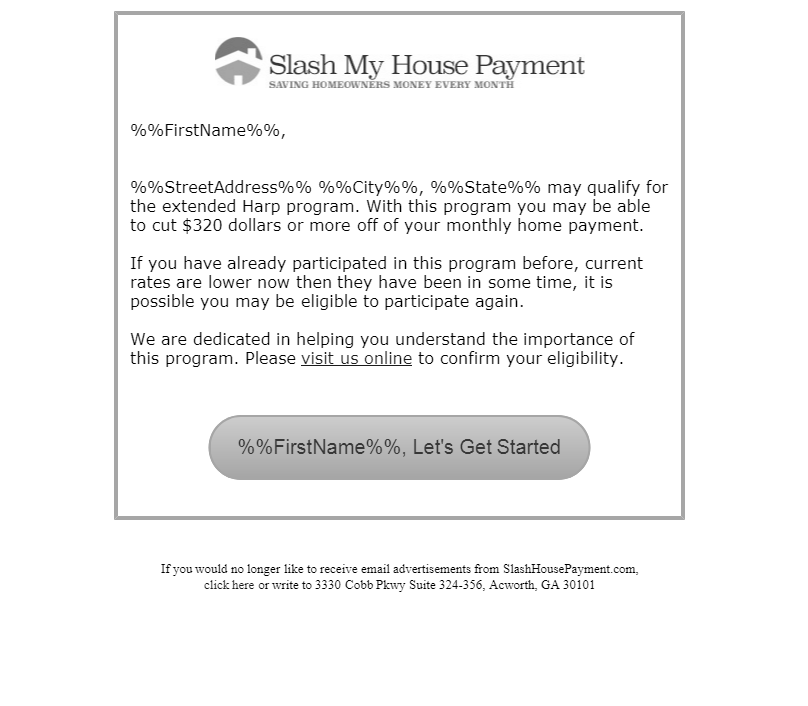 Slash My House Payment
SAVING HOMEOWNERS MONEY EVERY MONTH
%%FirstName%%,
%%StreetAddress%% %%City%%, %%State%% may qualify for
the extended Harp program. With this program you may be able
to cut $320 dollars or more off of your monthly home payment.
If you have already participated in this program before, current
rates are lower now then they have been in some time, it is
possible you may be eligible to participate again.
We are dedicated in helping you understand the importance of
this program. Please visit us online to confirm your eligibility.
%%FirstName%%, Let's Get Started
If you would no longer like to receive email advertisements from SlashHousePayment.com,
click here or write to 3330 Cobb Pkwy Suite 324-356, Acworth, GA 30101